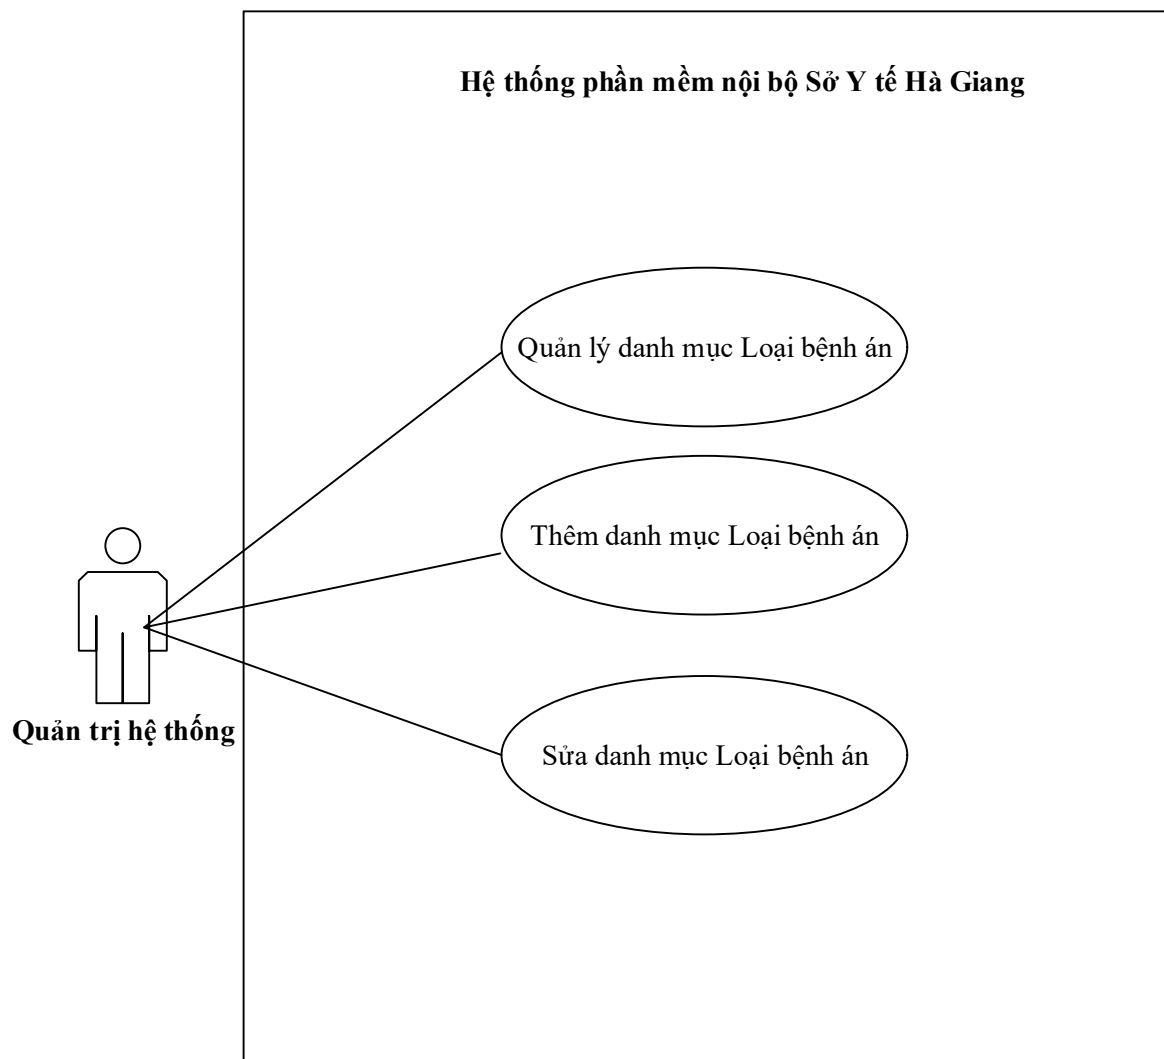 Hệ thống phần mềm nội bộ Sở Y tế Hà Giang
Quản lý danh mục Loại bệnh án
Thêm danh mục Loại bệnh án
Quản trị hệ thống
Sửa danh mục Loại bệnh án